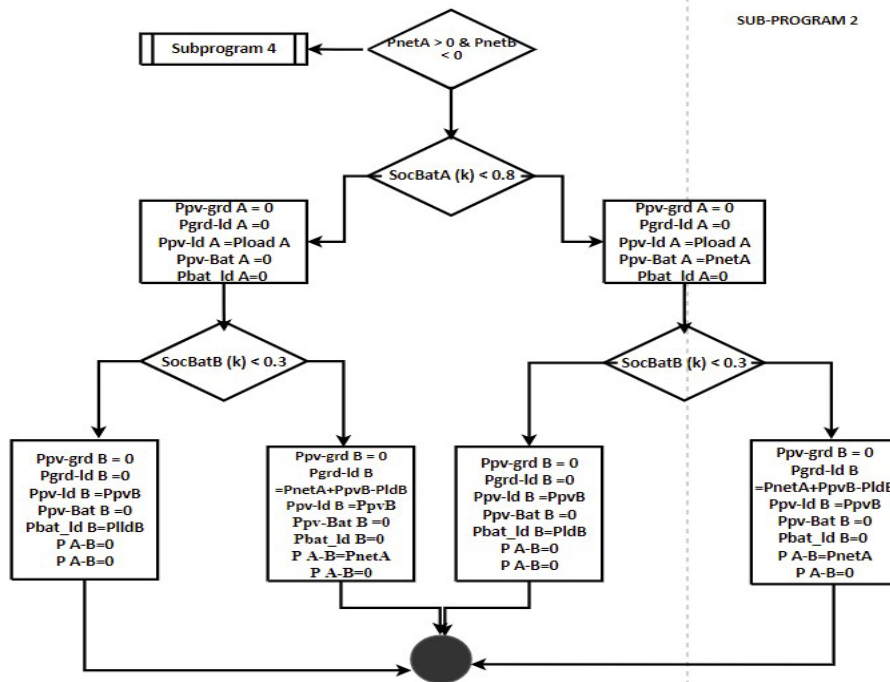 SUB-PROGRAM 2
Subprogram 4
PnetA > 0 & PnetB
< 0
SocBatA (k) < 0.8
Ppv-grd A = 0
Pgrd-ld A =0
Ppv-ld A =Pload A
Ppv-Bat A =0
Pbat_ld A=0
Ppv-grd A = 0
Pgrd-ld A =0
Ppv-ld A =Pload A
Ppv-Bat A =PnetA
Pbat_ld A=0
SocBatB (k) < 0.3
SocBatB (k) < 0.3
Ppv-grd B = 0
Pgrd-ld B =0
Ppv-ld B =PpvB
Ppv-Bat B =0
Pbat_ld B=PlldB
P A-B=0
P A-B=0
Ppv-grd B = 0
Pgrd-ld B
=PnetA+PpvB-PldB
Ppv-ld B =PpvB
Ppv-Bat B =0
Pbat_ld B=0
P A-B=PnetA
P A-B=0
Ppv-grd B = 0
Pgrd-ld B =0
Ppv-ld B =PpvB
Ppv-Bat B =0
Pbat_ld B=PldB
P A-B=0
P A-B=0
Ppv-grd B = 0
Pgrd-ld B
=PnetA+PpvB-PldB
Ppv-ld B =PpvB
Ppv-Bat B =0
Pbat_ld B=0
P A-B=PnetA
P A-B=0